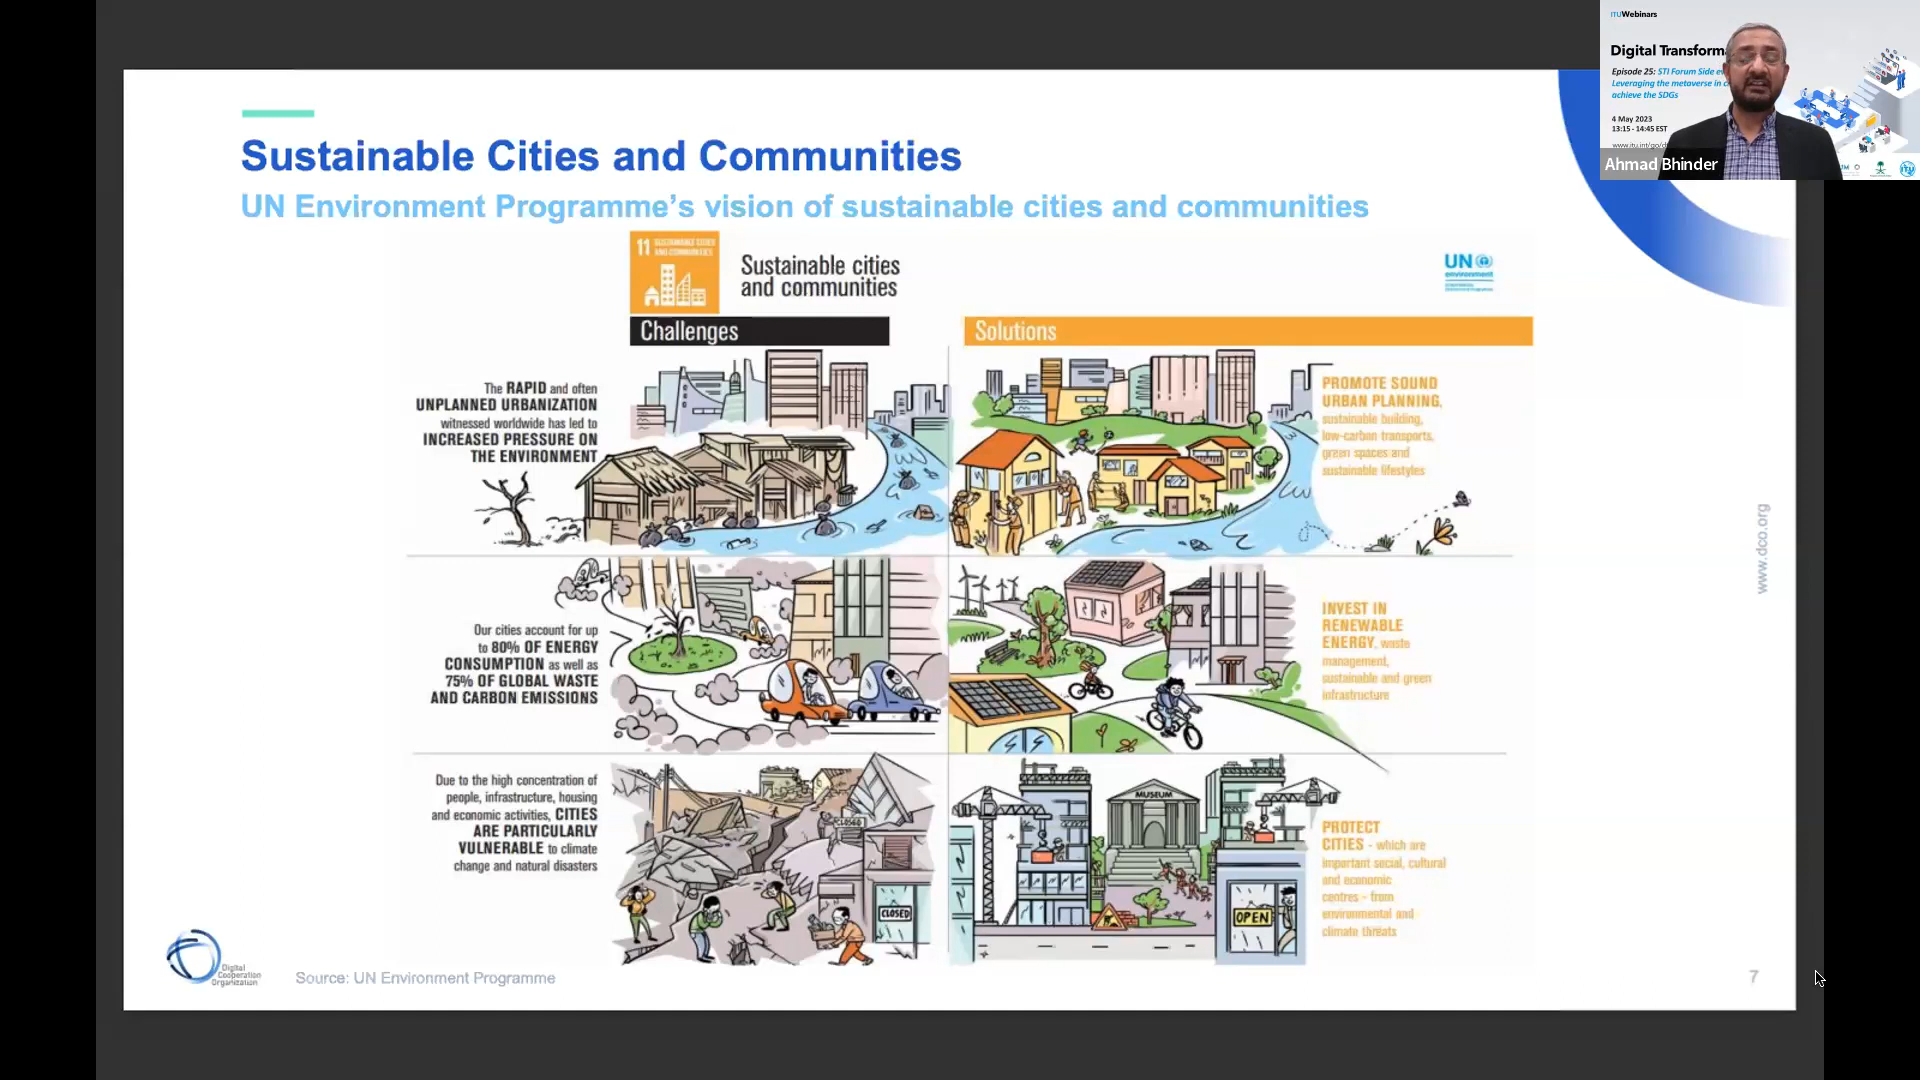 Sustainable Cities and Communities
UN Environment Programme’s vision of sustainable cities and communities
11 SUSTAINABLE CITIES
AND COMMUNITIES
Sustainable cities
and communities
UN
environment
Challenges
Solutions
The RAPID and often
UNPLANNED URBANIZATION
witnessed worldwide has led to
INCREASED PRESSURE ON
THE ENVIRONMENT
PROMOTE SOUND
URBAN PLANNING,
sustainable building,
low-carbon transports,
green spaces and
sustainable lifestyles
Our cities account for up
to 80% OF ENERGY
CONSUMPTION as well as
75% OF GLOBAL WASTE
AND CARBON EMISSIONS
INVEST IN
RENEWABLE
ENERGY, waste
management,
sustainable and green
infrastructure
Due to the high concentration of
people, infrastructure, housing
and economic activities, CITIES
ARE PARTICULARLY
VULNERABLE to climate
change and natural disasters
CLOSED
CLOSED
MUSEUM
OPEN
PROTECT
CITIES - which are
important social, cultural
and economic
centres - from
environmental and
climate threats
Digital
Cooperation
Organization
Source: UN Environment Programme
7
www.dco.org
ITUWebinars
Digital Transform
Episode 25: STI Forum Side
Leveraging the metaverse in
achieve the SDGs
4 May 2023
13:15 - 14:45 EST
www.itu.int/go/d
Ahmad Bhinder